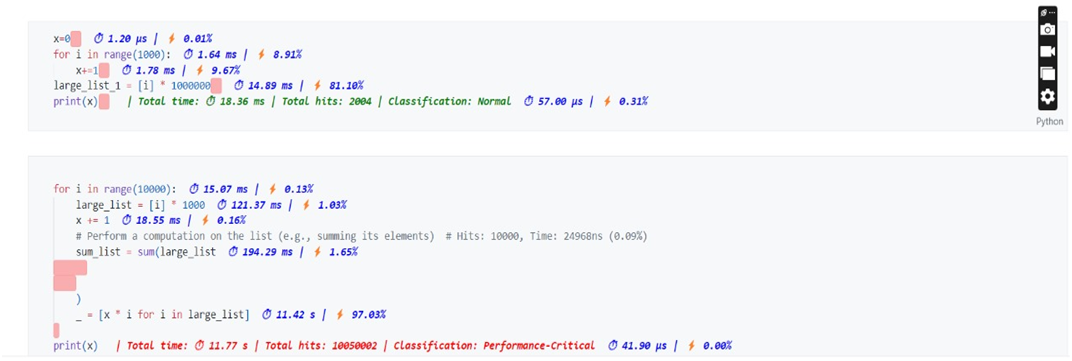 x=0 ⏱ 1.20 µs | ⚡ 0.01%
for i in range(1000): ⏱ 1.64 ms | ⚡ 8.91%
x+=1 ⏱ 1.78 ms | ⚡ 9.67%
large_list_1 = [i] * 1000000 ⏱ 14.89 ms | ⚡ 81.10%
print(x) | Total time: ⏱ 18.36 ms | Total hits: 2004 | Classification: Normal ⏱ 57.00 µs | ⚡ 0.31%
Python
for i in range(10000): ⏱ 15.07 ms | ⚡ 0.13%
large_list = [i] * 1000 ⏱ 121.37 ms | ⚡ 1.03%
x += 1 ⏱ 18.55 ms | ⚡ 0.16%
# Perform a computation on the list (e.g., summing its elements) # Hits: 10000, Time: 24968ns (0.09%)
sum_list = sum(large_list ⏱ 194.29 ms | ⚡ 1.65%
)
_ = [x * i for i in large_list] ⏱ 11.42 s | ⚡ 97.03%
print(x) | Total time: ⏱ 11.77 s | Total hits: 10050002 | Classification: Performance-Critical ⏱ 41.90 µs | ⚡ 0.00%